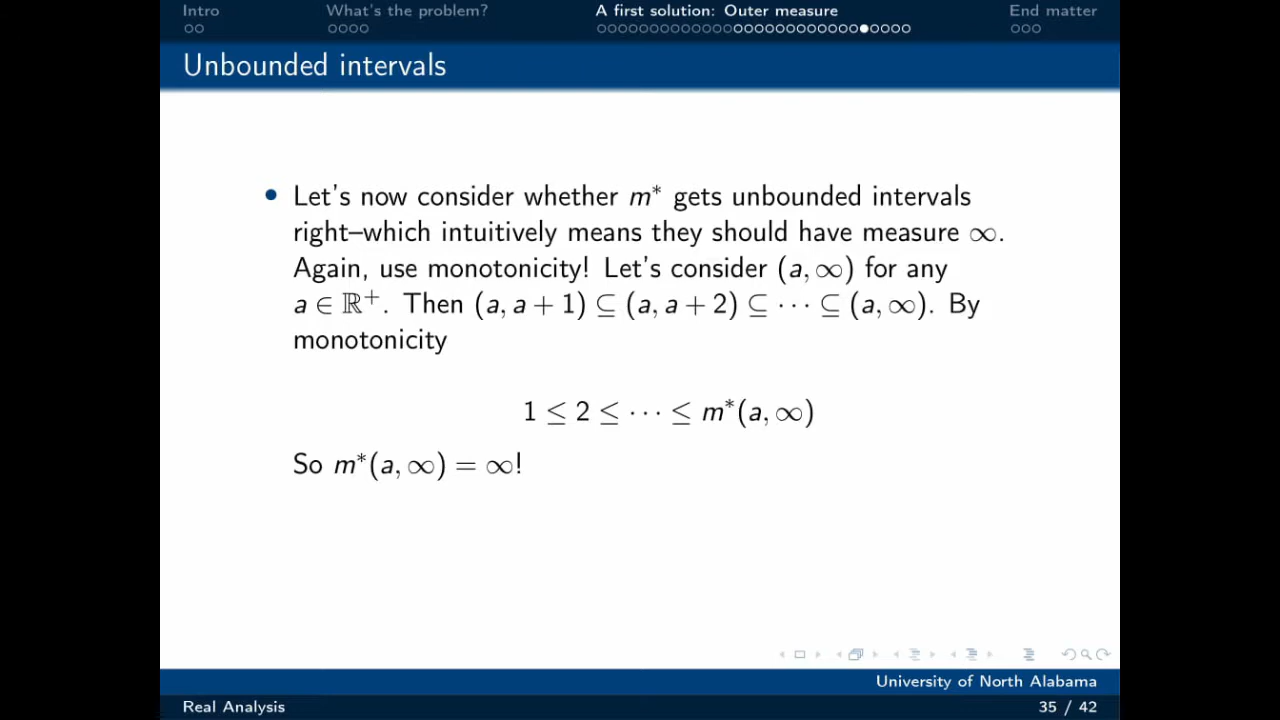 Intro What's the problem? A first solution: Outer measure End matter
Unbounded intervals
Let's now consider whether m* gets unbounded intervals
right–which intuitively means they should have measure ∞.
Again, use monotonicity! Let's consider (a, ∞) for any
a ∈ ℝ⁺. Then (a, a + 1) ⊆ (a, a + 2) ⊆ ⋯ ⊆ (a, ∞). By
monotonicity
1 ≤ 2 ≤ ⋯ ≤ m*(a, ∞)
So m*(a, ∞) = ∞!
University of North Alabama
Real Analysis 35 / 42